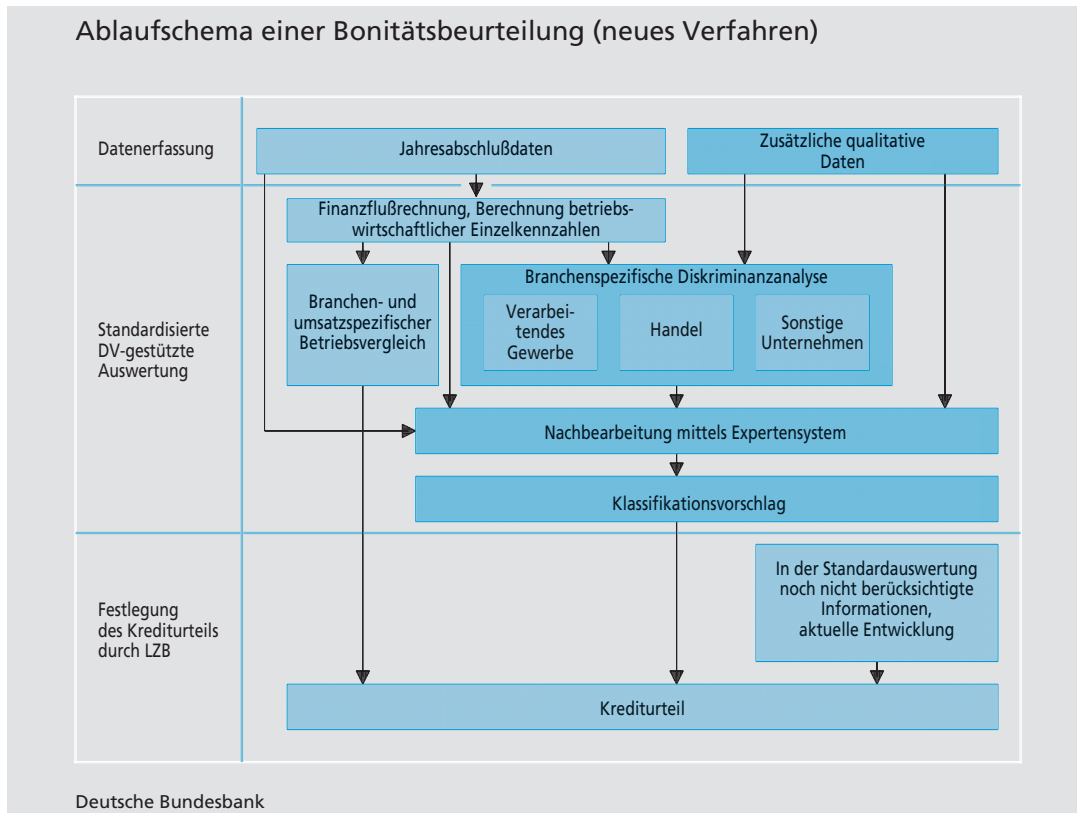 Ablaufschema einer Bonitätsbeurteilung (neues Verfahren)
Datenerfassung
Jahresabschlußdaten
Zusätzliche qualitative
Daten
Finanzflußrechnung, Berechnung betriebs-
wirtschaftlicher Einzelkennzahlen
Standardisierte
DV-gestützte
Auswertung
Branchen- und
umsatzspezifischer
Betriebsvergleich
Branchenspezifische Diskriminanzanalyse
Verarbei-
tendes
Gewerbe
Handel
Sonstige
Unternehmen
Nachbearbeitung mittels Expertensystem
Klassifikationsvorschlag
Festlegung
des Krediturteils
durch LZB
In der Standardauswertung
noch nicht berücksichtigte
Informationen,
aktuelle Entwicklung
Krediturteil
Deutsche Bundesbank